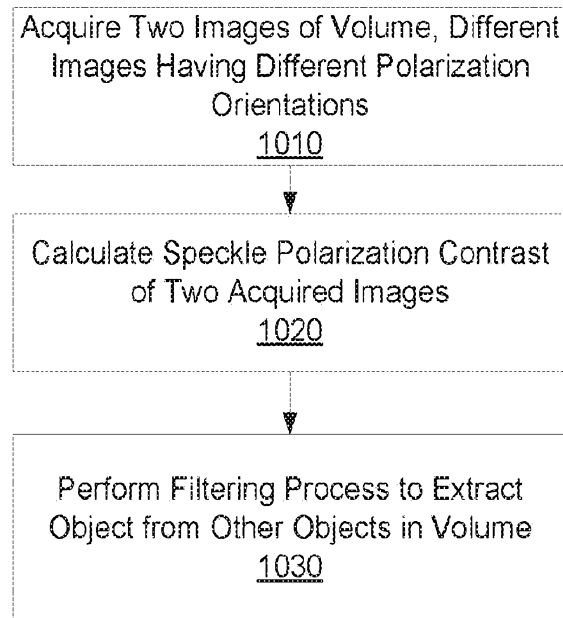 Acquire Two Images of Volume, Different
Images Having Different Polarization
Orientations
1010
Calculate Speckle Polarization Contrast
of Two Acquired Images
1020
Perform Filtering Process to Extract
Object from Other Objects in Volume
1030